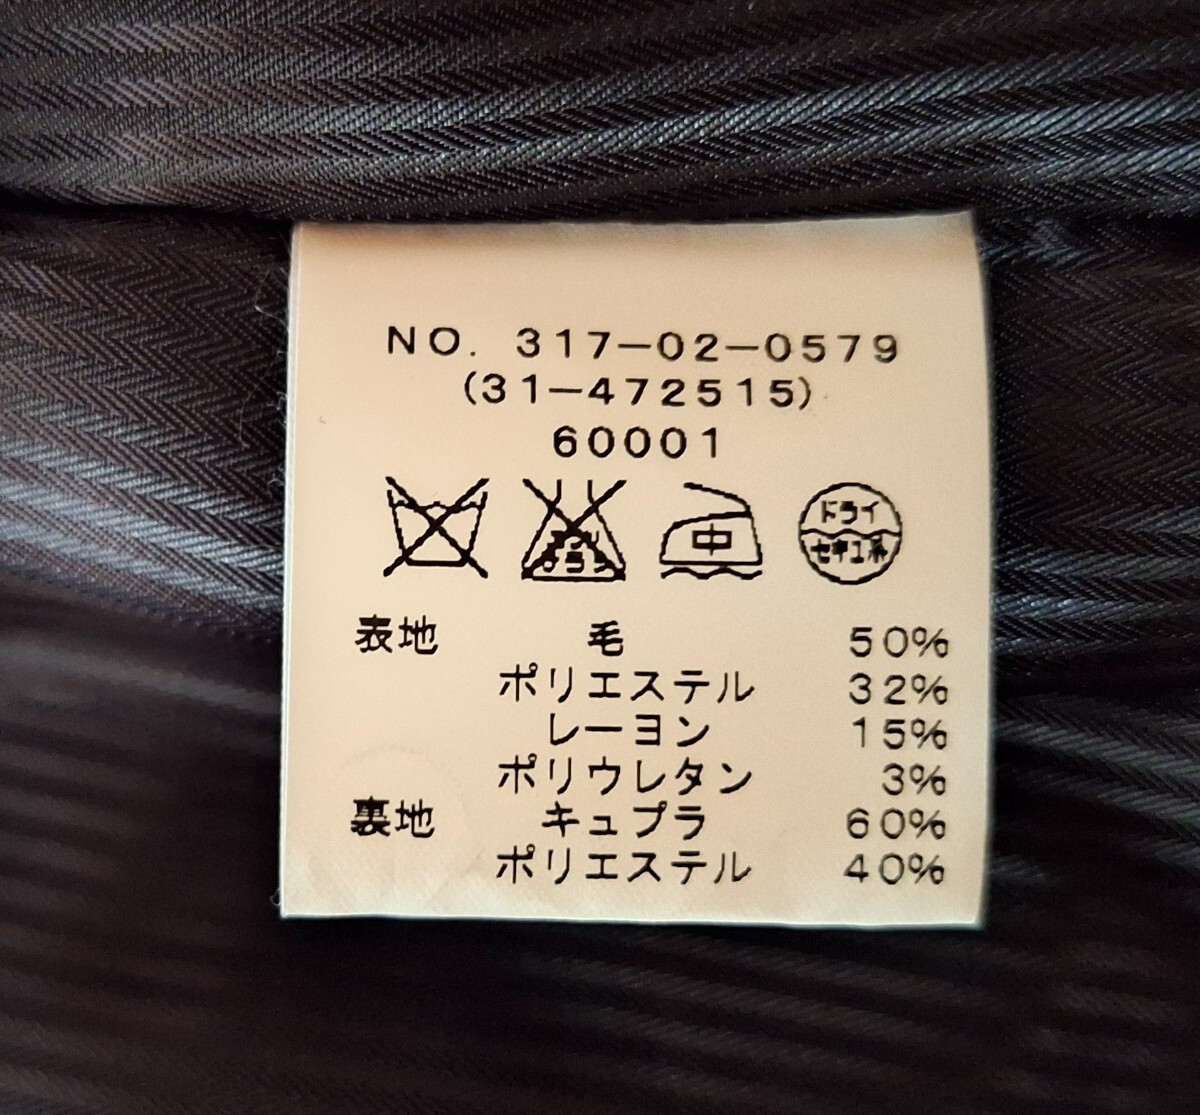 NO. 317-02-0579
(31-472515)
60001
中 ドライ
セキユ系
表地 毛 50%
ポリエステル 32%
レーヨン 15%
ポリウレタン 3%
裏地 キュプラ 60%
ポリエステル 40%